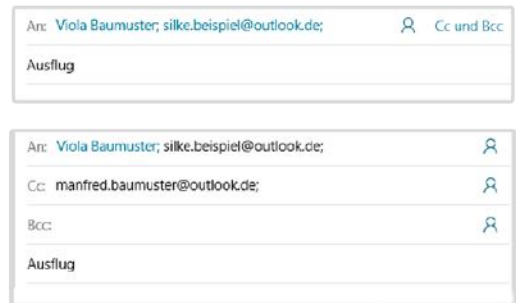 An: Viola Baumuster; silke.beispiel@outlook.de; Cc und Bcc
Ausflug
An: Viola Baumuster; silke.beispiel@outlook.de;
Cc: manfred.baumuster@outlook.de;
Bcc:
Ausflug